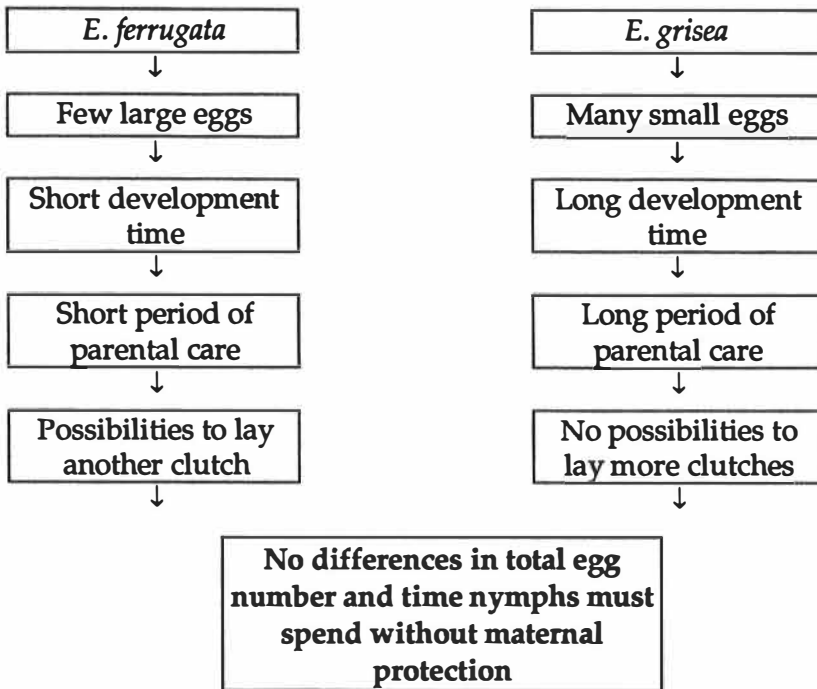 E. ferrugata
↓
Few large eggs
↓
Short development
time
↓
Short period of
parental care
↓
Possibilities to lay
another clutch
↓
E. grisea
↓
Many small eggs
↓
Long development
time
↓
Long period of
parental care
↓
No possibilities to
lay more clutches
↓
No differences in total egg
number and time nymphs must
spend without maternal
protection